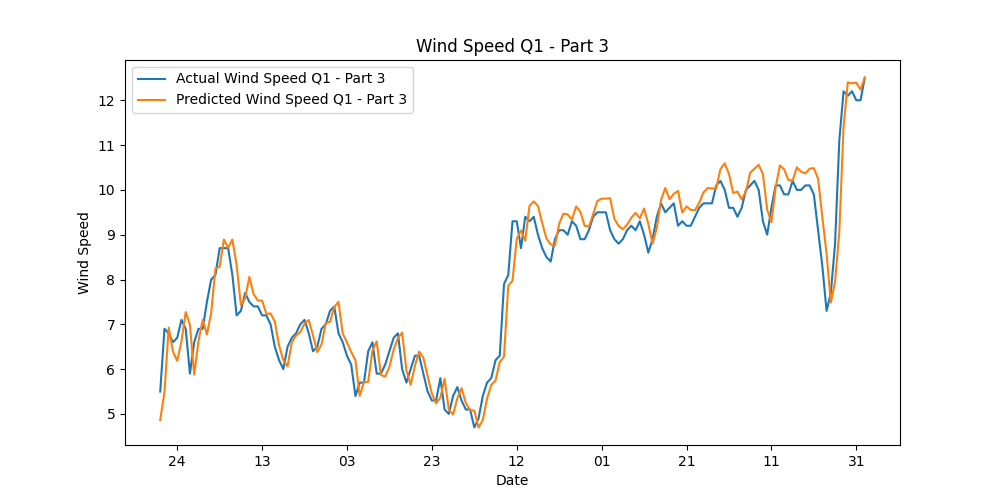 Wind Speed Q1 - Part 3
Actual Wind Speed Q1 - Part 3
Predicted Wind Speed Q1 - Part 3
Wind Speed
12
11
10
9
8
7
6
5
24 13 03 23 12 01 21 11 31
Date